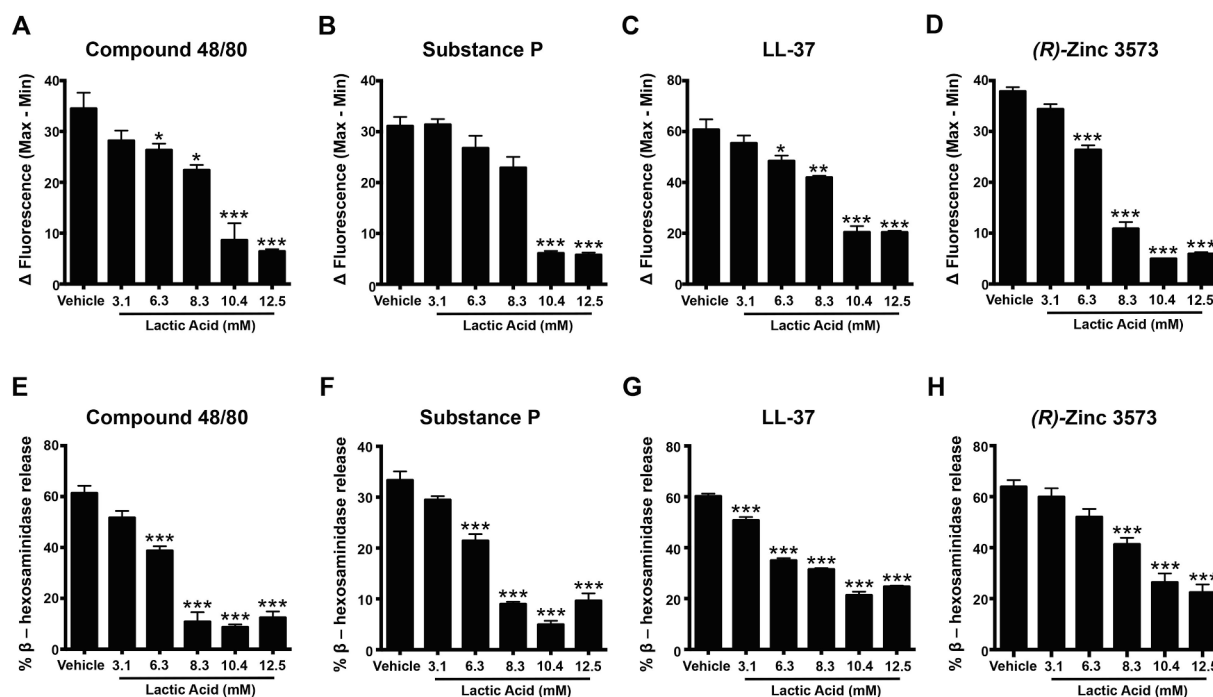 A
Compound 48/80
Δ Fluorescence (Max - Min)
40
30
20
10
0
*
*
***
***
Vehicle 3.1 6.3 8.3 10.4 12.5
Lactic Acid (mM)
B
Substance P
Δ Fluorescence (Max - Min)
40
30
20
10
0
***
***
Vehicle 3.1 6.3 8.3 10.4 12.5
Lactic Acid (mM)
C
LL-37
Δ Fluorescence (Max - Min)
80
60
40
20
0
*
**
***
***
Vehicle 3.1 6.3 8.3 10.4 12.5
Lactic Acid (mM)
D
(R)-Zinc 3573
Δ Fluorescence (Max - Min)
40
30
20
10
0
***
***
***
***
Vehicle 3.1 6.3 8.3 10.4 12.5
Lactic Acid (mM)
E
Compound 48/80
% β – hexosaminidase release
80
60
40
20
0
***
***
***
***
Vehicle 3.1 6.3 8.3 10.4 12.5
Lactic Acid (mM)
F
Substance P
% β – hexosaminidase release
40
30
20
10
0
***
***
***
***
Vehicle 3.1 6.3 8.3 10.4 12.5
Lactic Acid (mM)
G
LL-37
% β – hexosaminidase release
80
60
40
20
0
***
***
***
***
***
Vehicle 3.1 6.3 8.3 10.4 12.5
Lactic Acid (mM)
H
(R)-Zinc 3573
% β – hexosaminidase release
80
60
40
20
0
***
***
***
Vehicle 3.1 6.3 8.3 10.4 12.5
Lactic Acid (mM)